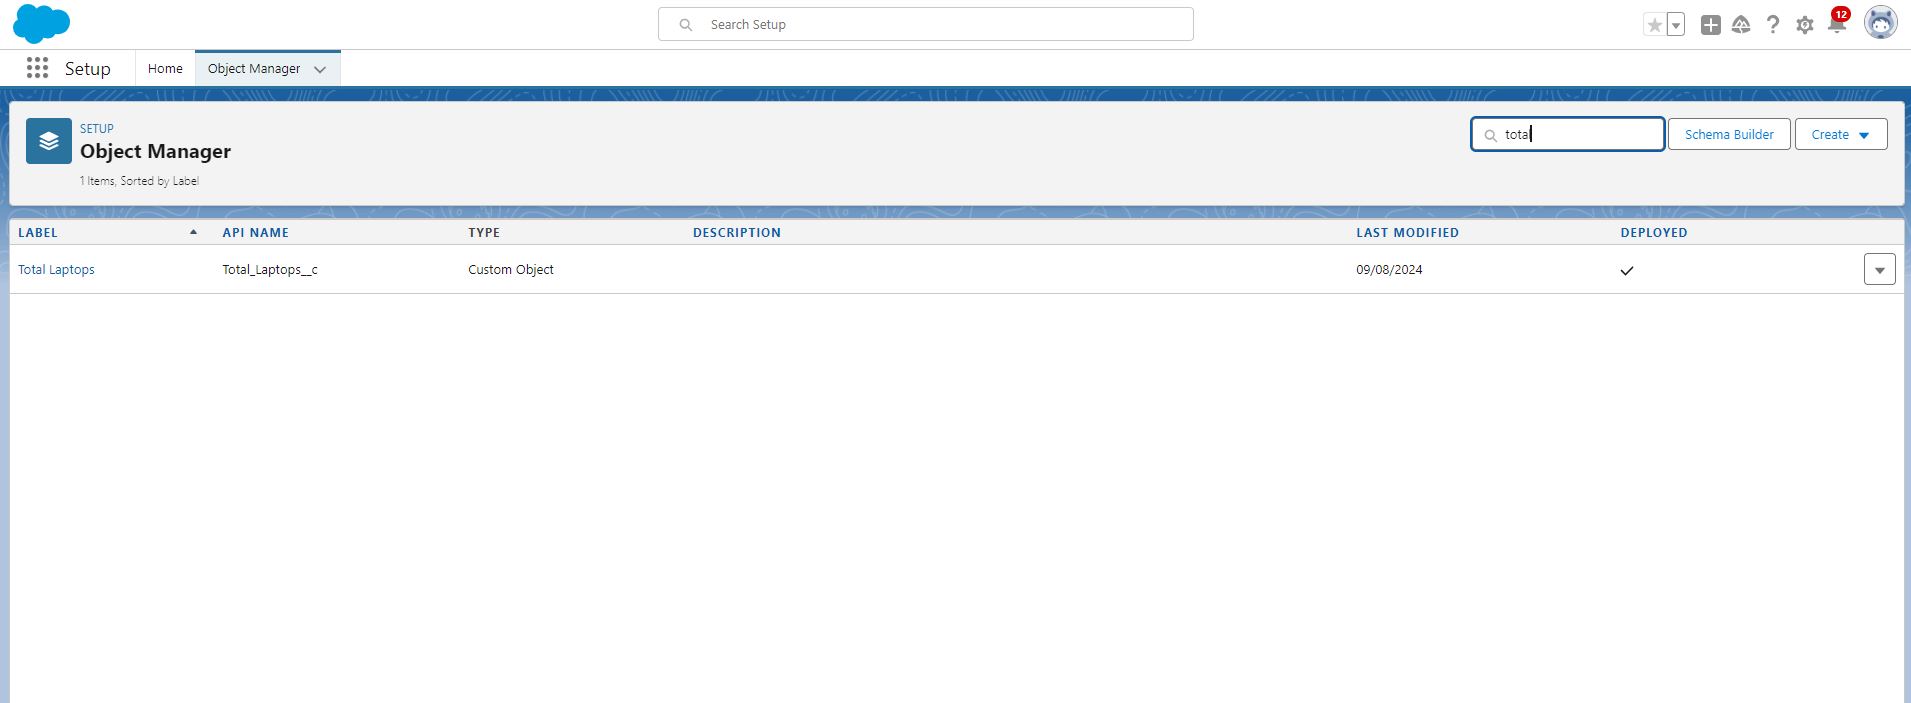 Search Setup
12
Setup
Home
Object Manager
SETUP
Object Manager
1 Items, Sorted by Label
total
Schema Builder
Create
LABEL API NAME TYPE DESCRIPTION LAST MODIFIED DEPLOYED
Total Laptops Total_Laptops__c Custom Object 09/08/2024